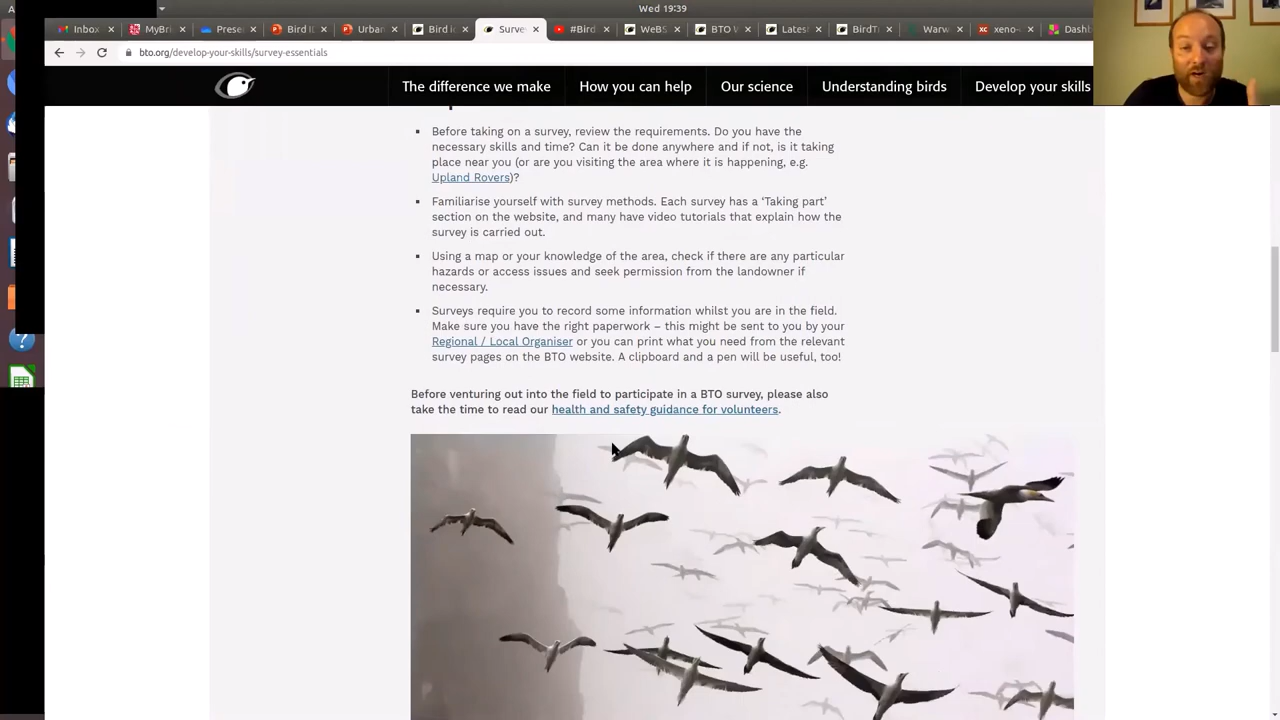 Wed 19:39
Inbox
MyBri
Prese
Bird IL
Urban
Bird ic
Surve
#Bird
WeBS
BTO W
Latest
BirdTr
Warw
xeno-
Dashb
bto.org/develop-your-skills/survey-essentials
The difference we make
How you can help
Our science
Understanding birds
Develop your skills
Before taking on a survey, review the requirements. Do you have the
necessary skills and time? Can it be done anywhere and if not, is it taking
place near you (or are you visiting the area where it is happening, e.g.
Upland Rovers)?
Familiarise yourself with survey methods. Each survey has a ‘Taking part’
section on the website, and many have video tutorials that explain how the
survey is carried out.
Using a map or your knowledge of the area, check if there are any particular
hazards or access issues and seek permission from the landowner if
necessary.
Surveys require you to record some information whilst you are in the field.
Make sure you have the right paperwork – this might be sent to you by your
Regional / Local Organiser or you can print what you need from the relevant
survey pages on the BTO website. A clipboard and a pen will be useful, too!
Before venturing out into the field to participate in a BTO survey, please also
take the time to read our health and safety guidance for volunteers.